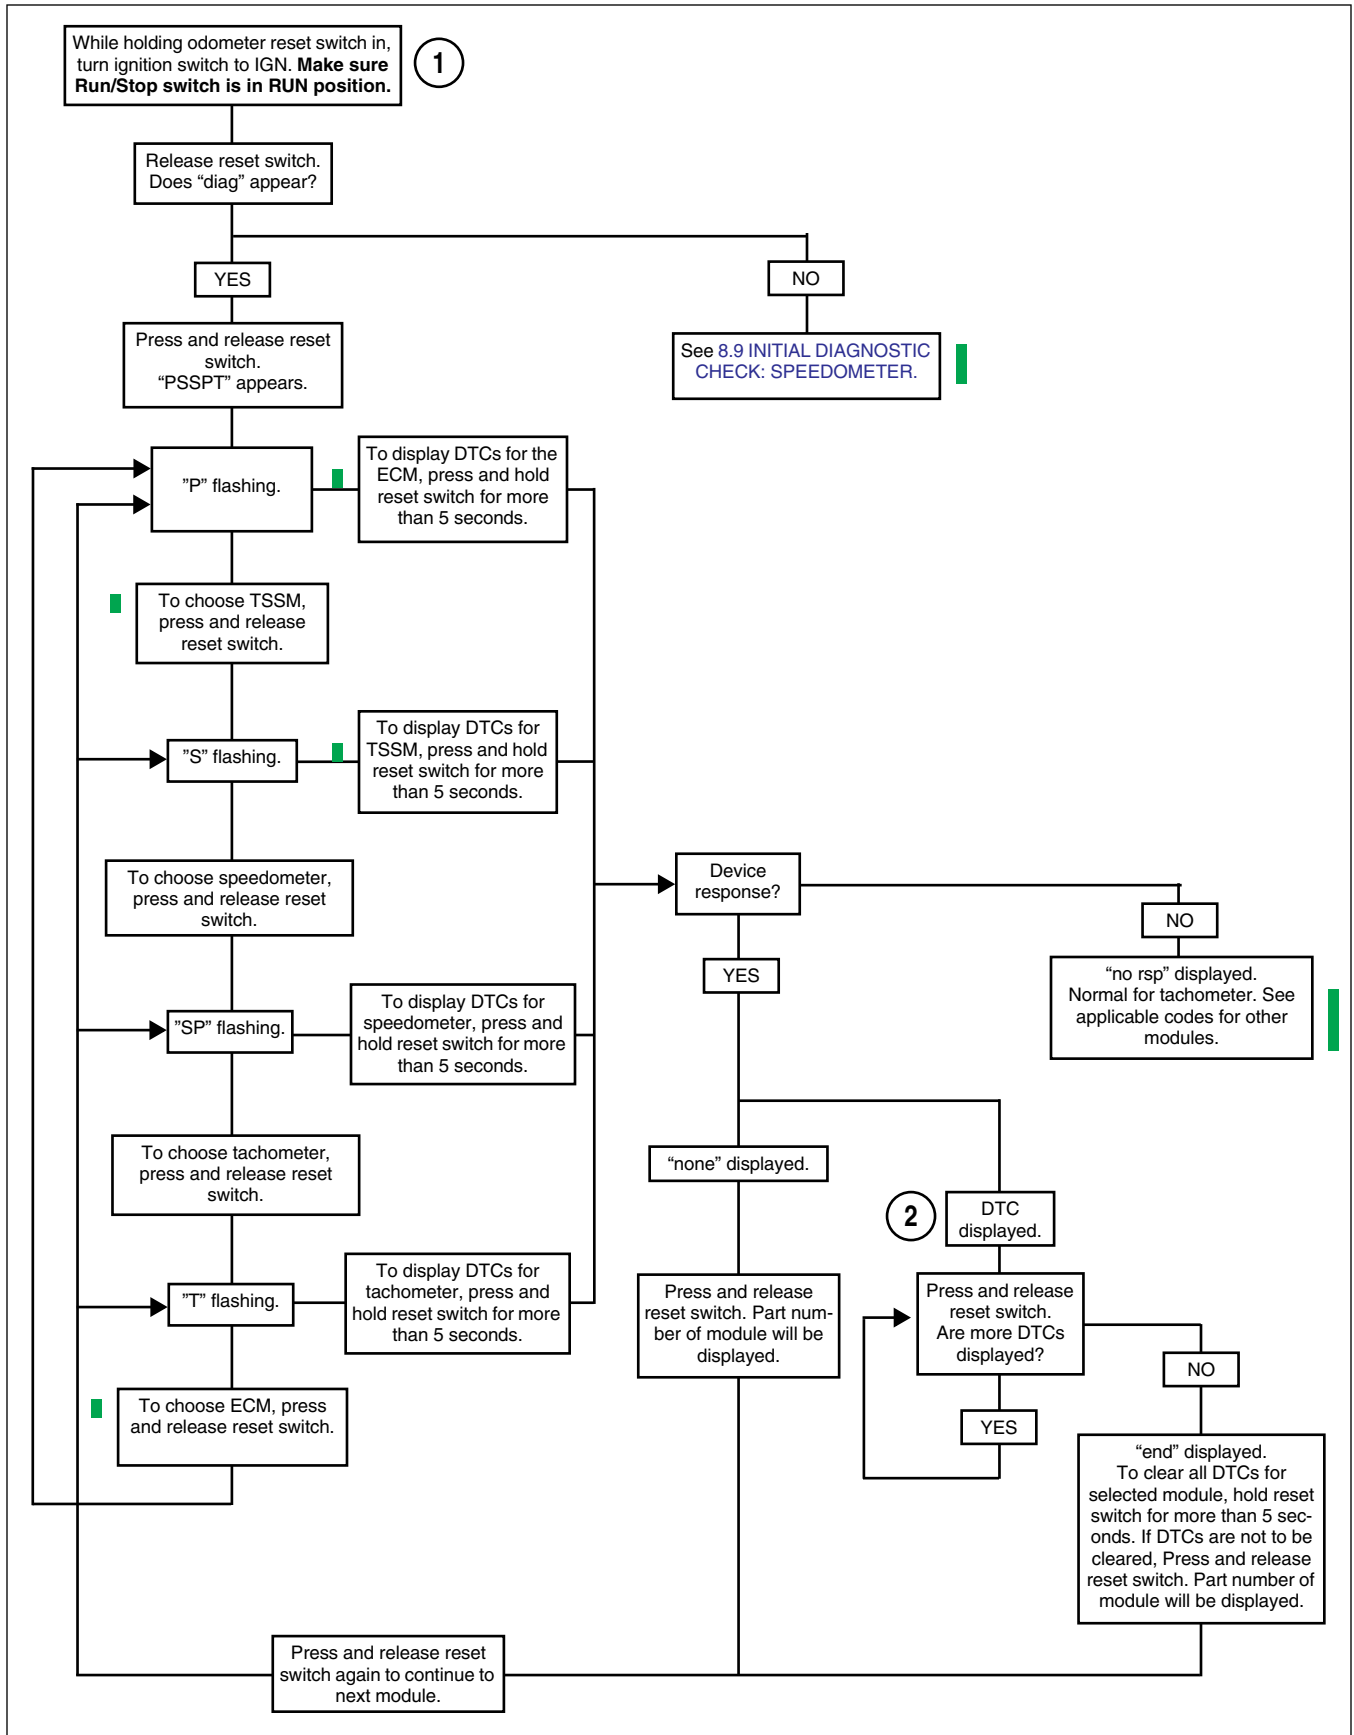 While holding odometer reset switch in,
turn ignition switch to IGN. Make sure
Run/Stop switch is in RUN position.
1
Release reset switch.
Does “diag” appear?
YES
NO
Press and release reset
switch.
“PSSPT” appears.
See 8.9 INITIAL DIAGNOSTIC
CHECK: SPEEDOMETER.
”P” flashing.
To display DTCs for the
ECM, press and hold
reset switch for more
than 5 seconds.
To choose TSSM,
press and release
reset switch.
”S” flashing.
To display DTCs for
TSSM, press and hold
reset switch for more
than 5 seconds.
To choose speedometer,
press and release reset
switch.
Device
response?
NO
YES
“no rsp” displayed.
Normal for tachometer. See
applicable codes for other
modules.
”SP” flashing.
To display DTCs for
speedometer, press and
hold reset switch for more
than 5 seconds.
To choose tachometer,
press and release reset
switch.
“none” displayed.
2
DTC
displayed.
”T” flashing.
To display DTCs for
tachometer, press and
hold reset switch for more
than 5 seconds.
Press and release
reset switch. Part num-
ber of module will be
displayed.
Press and release
reset switch.
Are more DTCs
displayed?
NO
YES
To choose ECM, press
and release reset switch.
“end” displayed.
To clear all DTCs for
selected module, hold reset
switch for more than 5 sec-
onds. If DTCs are not to be
cleared, Press and release
reset switch. Part number of
module will be displayed.
Press and release reset
switch again to continue to
next module.